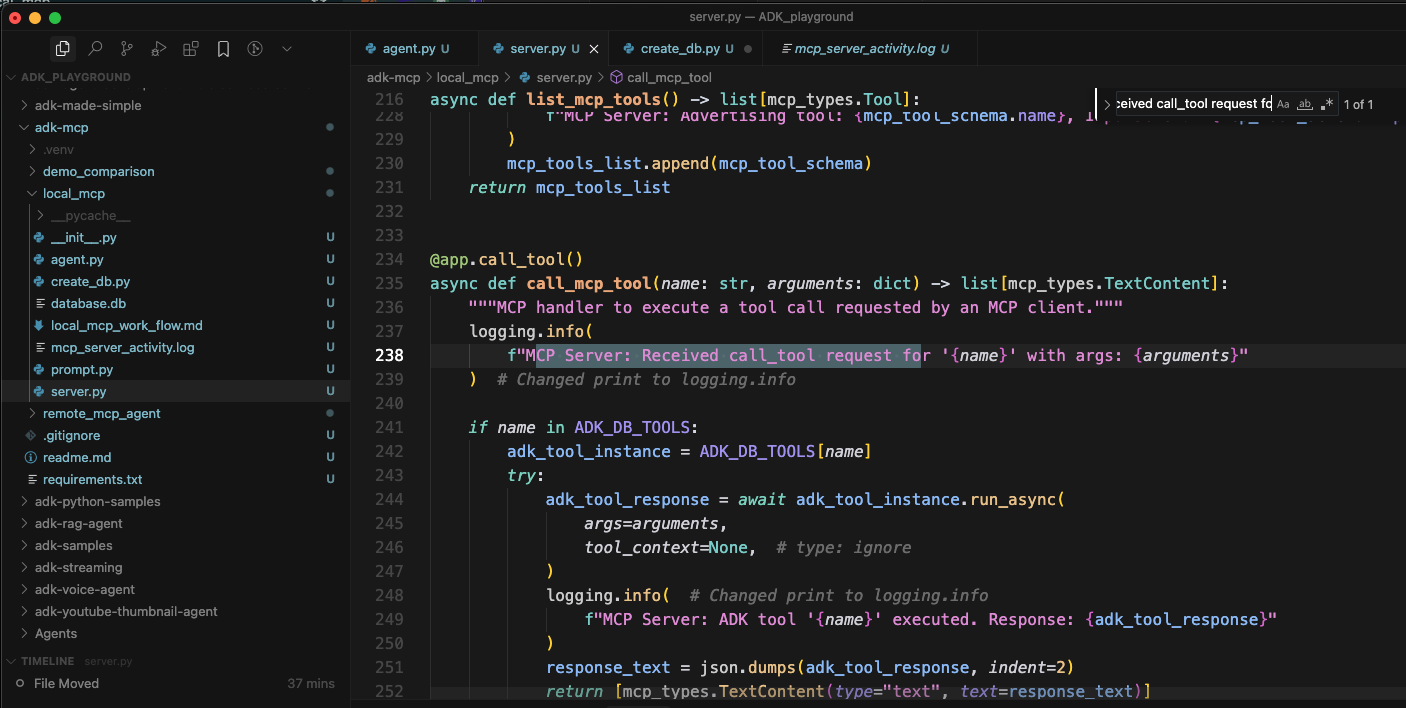 server.py — ADK_playground
agent.py U
server.py U
create_db.py U
mcp_server_activity.log U
ADK_PLAYGROUND
adk-made-simple
adk-mcp
.venv
demo_comparison
local_mcp
__pycache__
__init__.py U
agent.py U
create_db.py U
database.db U
local_mcp_work_flow.md U
mcp_server_activity.log U
prompt.py U
server.py U
remote_mcp_agent
.gitignore U
readme.md U
requirements.txt U
adk-python-samples
adk-rag-agent
adk-samples
adk-streaming
adk-voice-agent
adk-youtube-thumbnail-agent
Agents
TIMELINE server.py
File Moved 37 mins
adk-mcp > local_mcp > server.py > call_mcp_tool
ceived call_tool request fo Aa ab .* 1 of 1
216 async def list_mcp_tools() -> list[mcp_types.Tool]:
228 f"MCP Server: Advertising tool: {mcp_tool_schema.name},
229 )
230 mcp_tools_list.append(mcp_tool_schema)
231 return mcp_tools_list
232
233
234 @app.call_tool()
235 async def call_mcp_tool(name: str, arguments: dict) -> list[mcp_types.TextContent]:
236 """MCP handler to execute a tool call requested by an MCP client."""
237 logging.info(
238 f"MCP Server: Received call_tool request for '{name}' with args: {arguments}"
239 ) # Changed print to logging.info
240
241 if name in ADK_DB_TOOLS:
242 adk_tool_instance = ADK_DB_TOOLS[name]
243 try:
244 adk_tool_response = await adk_tool_instance.run_async(
245 args=arguments,
246 tool_context=None, # type: ignore
247 )
248 logging.info( # Changed print to logging.info
249 f"MCP Server: ADK tool '{name}' executed. Response: {adk_tool_response}"
250 )
251 response_text = json.dumps(adk_tool_response, indent=2)
252 return [mcp_types.TextContent(type="text", text=response_text)]